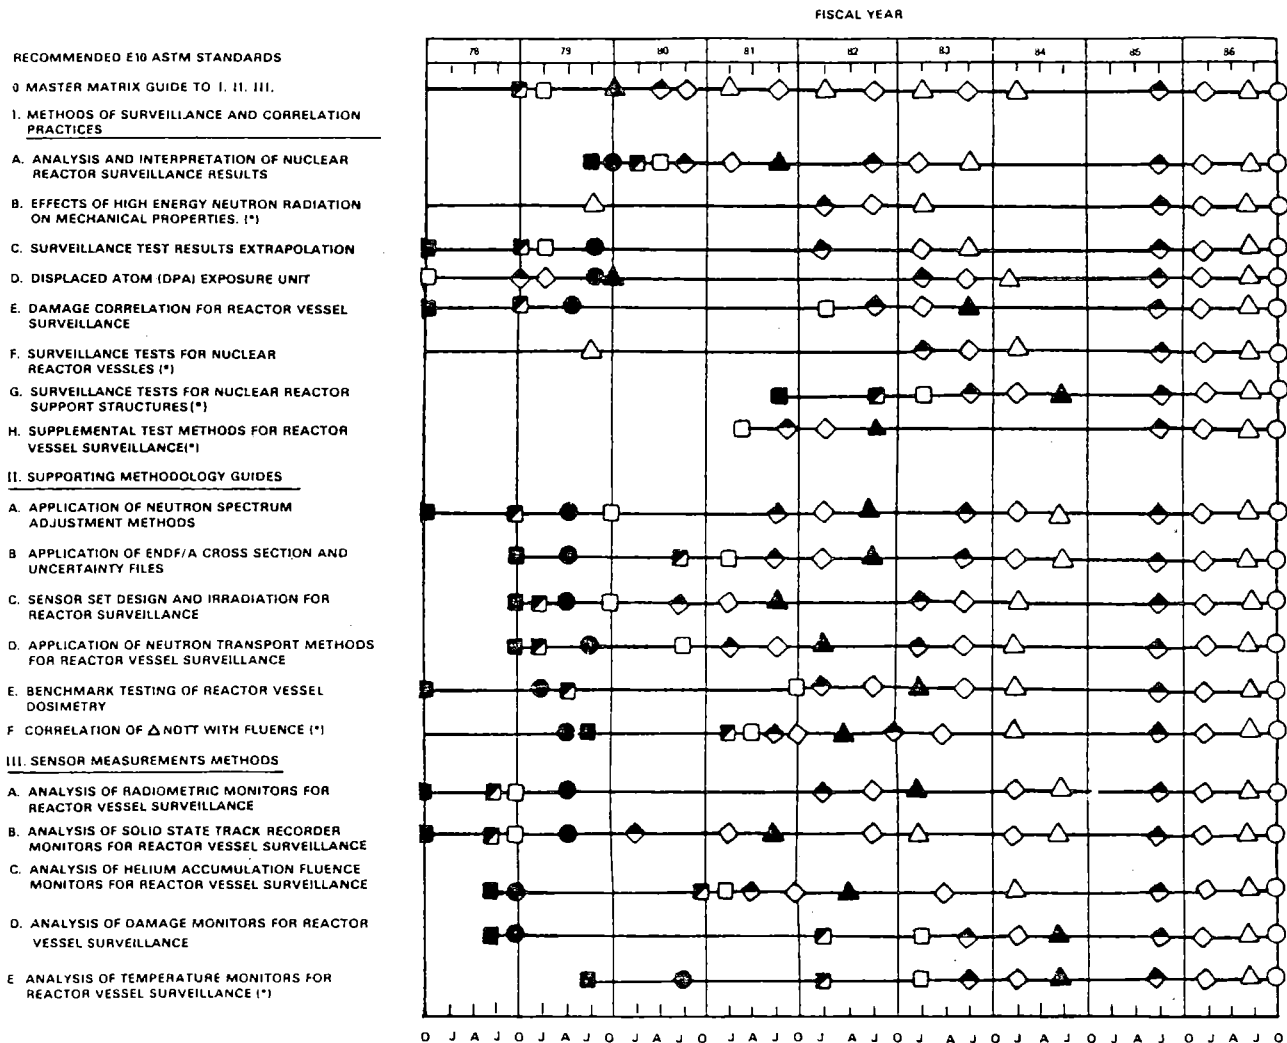 FISCAL YEAR
RECOMMENDED E10 ASTM STANDARDS
78 79 80 81 82 83 84 85 86
0 MASTER MATRIX GUIDE TO I. II. III.
I. METHODS OF SURVEILLANCE AND CORRELATION
PRACTICES
A. ANALYSIS AND INTERPRETATION OF NUCLEAR
REACTOR SURVEILLANCE RESULTS
B. EFFECTS OF HIGH ENERGY NEUTRON RADIATION
ON MECHANICAL PROPERTIES. (*)
C. SURVEILLANCE TEST RESULTS EXTRAPOLATION
D. DISPLACED ATOM (DPA) EXPOSURE UNIT
E. DAMAGE CORRELATION FOR REACTOR VESSEL
SURVEILLANCE
F. SURVEILLANCE TESTS FOR NUCLEAR
REACTOR VESSLES (*)
G. SURVEILLANCE TESTS FOR NUCLEAR REACTOR
SUPPORT STRUCTURES(*)
H. SUPPLEMENTAL TEST METHODS FOR REACTOR
VESSEL SURVEILLANCE(*)
II. SUPPORTING METHODOLOGY GUIDES
A. APPLICATION OF NEUTRON SPECTRUM
ADJUSTMENT METHODS
B APPLICATION OF ENDF/A CROSS SECTION AND
UNCERTAINTY FILES
C. SENSOR SET DESIGN AND IRRADIATION FOR
REACTOR SURVEILLANCE
D. APPLICATION OF NEUTRON TRANSPORT METHODS
FOR REACTOR VESSEL SURVEILLANCE
E. BENCHMARK TESTING OF REACTOR VESSEL
DOSIMETRY
F CORRELATION OF △NDTT WITH FLUENCE (*)
III. SENSOR MEASUREMENTS METHODS
A. ANALYSIS OF RADIOMETRIC MONITORS FOR
REACTOR VESSEL SURVEILLANCE
B. ANALYSIS OF SOLID STATE TRACK RECORDER
MONITORS FOR REACTOR VESSEL SURVEILLANCE
C. ANALYSIS OF HELIUM ACCUMULATION FLUENCE
MONITORS FOR REACTOR VESSEL SURVEILLANCE
D. ANALYSIS OF DAMAGE MONITORS FOR REACTOR
VESSEL SURVEILLANCE
E ANALYSIS OF TEMPERATURE MONITORS FOR
REACTOR VESSEL SURVEILLANCE (*)
O J A J O J A J O J A J O J A J O J A J O J A J O J A J O J A J O J A J O